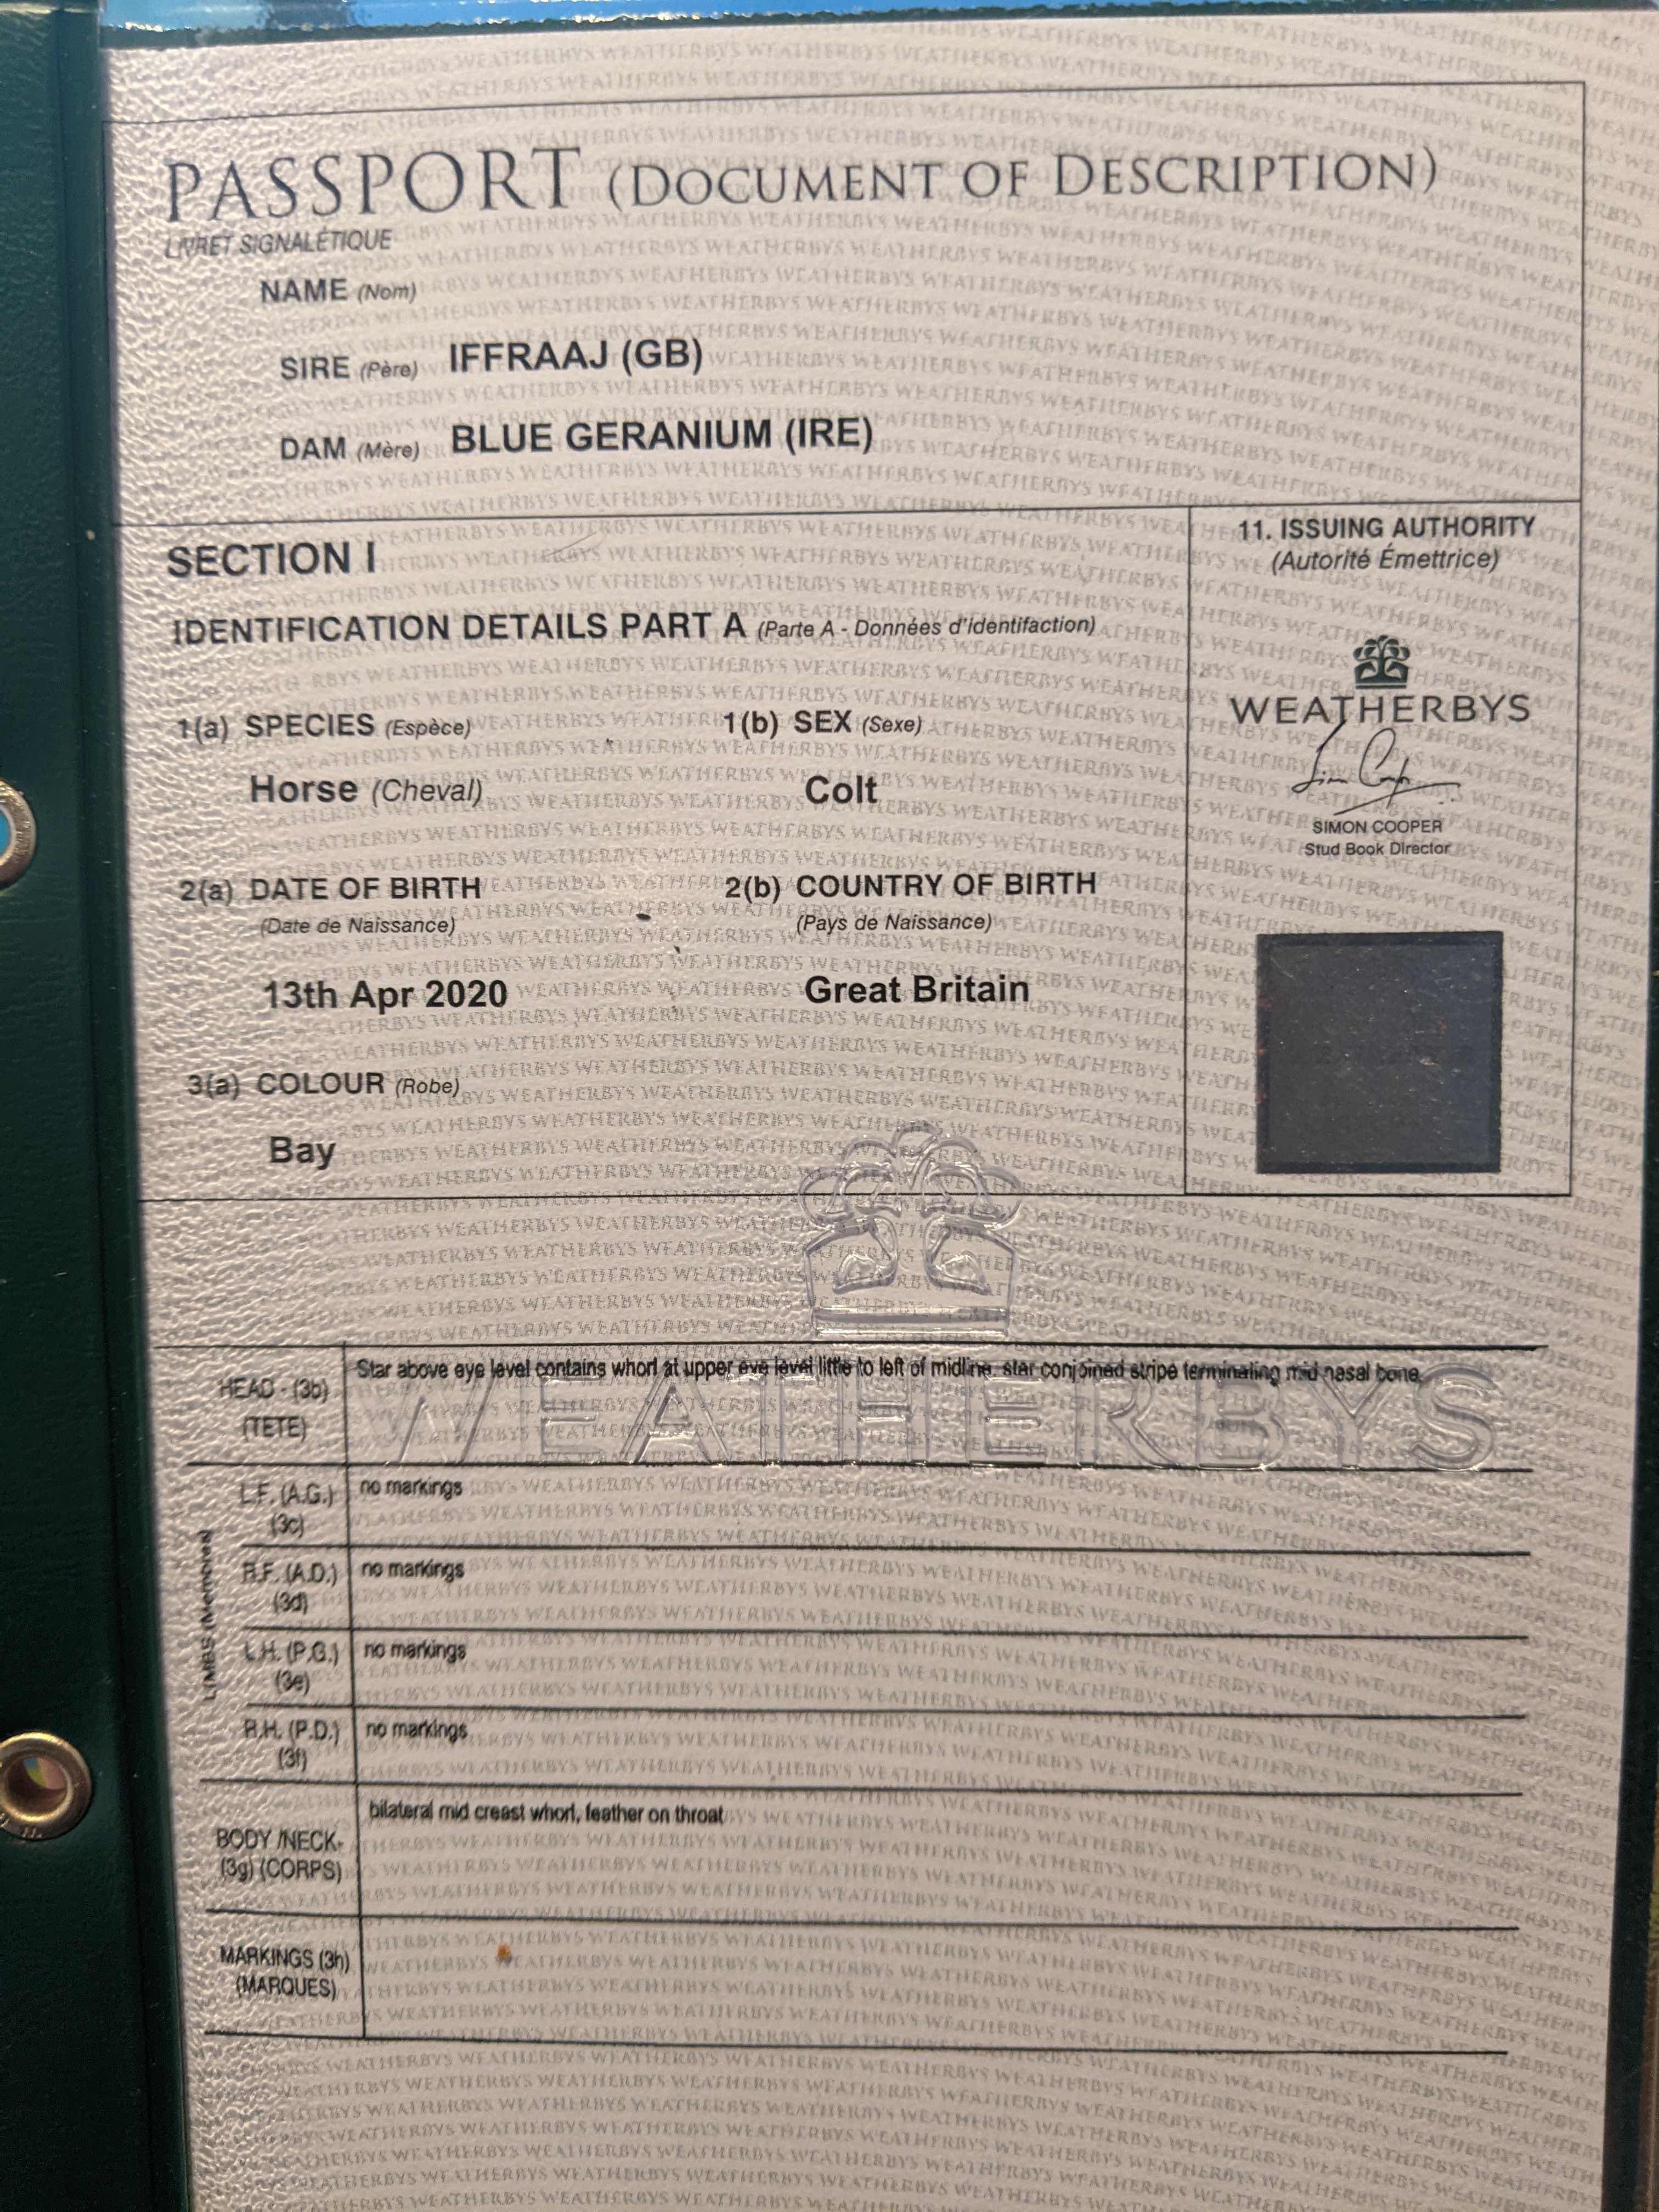 PASSPORT (DOCUMENT OF DESCRIPTION)
LIVRET SIGNALÉTIQUE
NAME (Nom)
SIRE (Père) IFFRAAJ (GB)
DAM (Mère) BLUE GERANIUM (IRE)
SECTION I
IDENTIFICATION DETAILS PART A (Parte A - Données d'identifaction)
1(a) SPECIES (Espèce) 1(b) SEX (Sexe)
Horse (Cheval) Colt
2(a) DATE OF BIRTH 2(b) COUNTRY OF BIRTH
(Date de Naissance) (Pays de Naissance)
13th Apr 2020 Great Britain
3(a) COLOUR (Robe)
Bay
11. ISSUING AUTHORITY
(Autorité Émettrice)
WEATHERBYS
SIMON COOPER
Stud Book Director
WEATHERBYS
HEAD - (3b) Star above eye level contains whorl at upper eye level little to left of midline, star conjoined stripe terminating mid nasal bone.
(TETE)
LIMBS (Membres)
L.F. (A.G.) no markings
(3c)
R.F. (A.D.) no markings
(3d)
L.H. (P.G.) no markings
(3e)
R.H. (P.D.) no markings
(3f)
bilateral mid creast whorl, feather on throat
BODY /NECK-
(3g) (CORPS)
MARKINGS (3h)
(MARQUES)